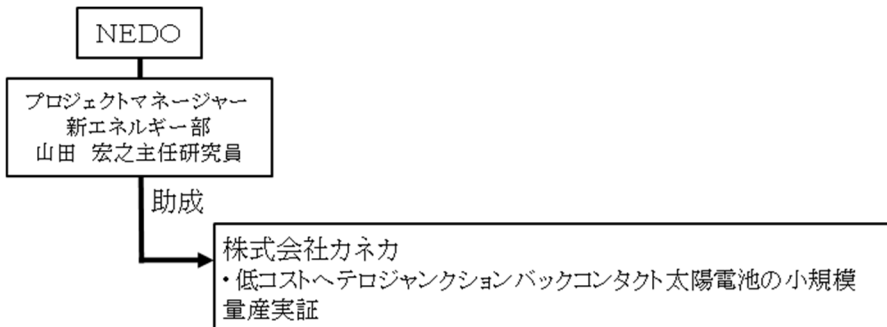 NEDO
プロジェクトマネージャー
新エネルギー部
山田　宏之主任研究員
助成
株式会社カネカ
・低コストヘテロジャンクションバックコンタクト太陽電池の小規模
量産実証